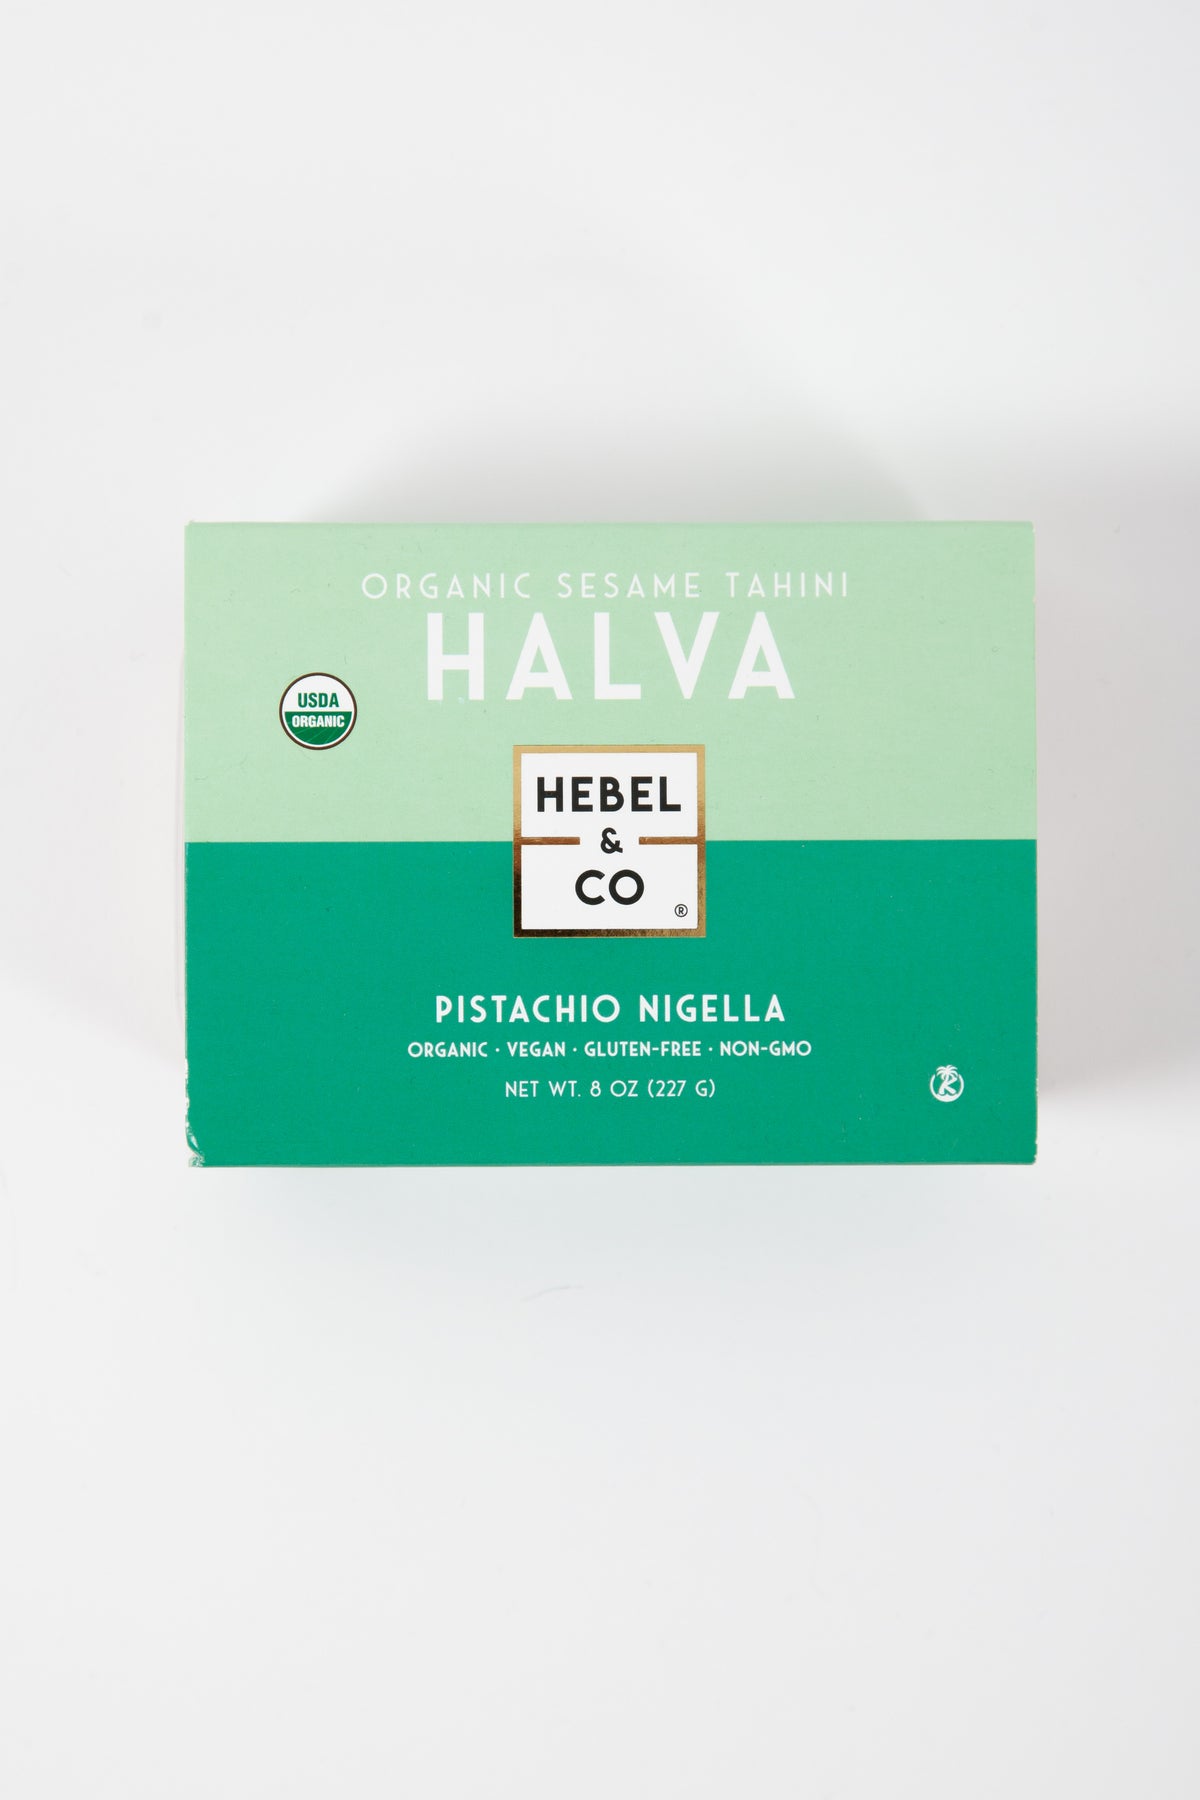 ORGANIC SESAME TAHINI
HALVA
USDA
ORGANIC
HEBEL
&
CO
®
PISTACHIO NIGELLA
ORGANIC · VEGAN · GLUTEN-FREE · NON-GMO
NET WT. 8 OZ (227 G)
K